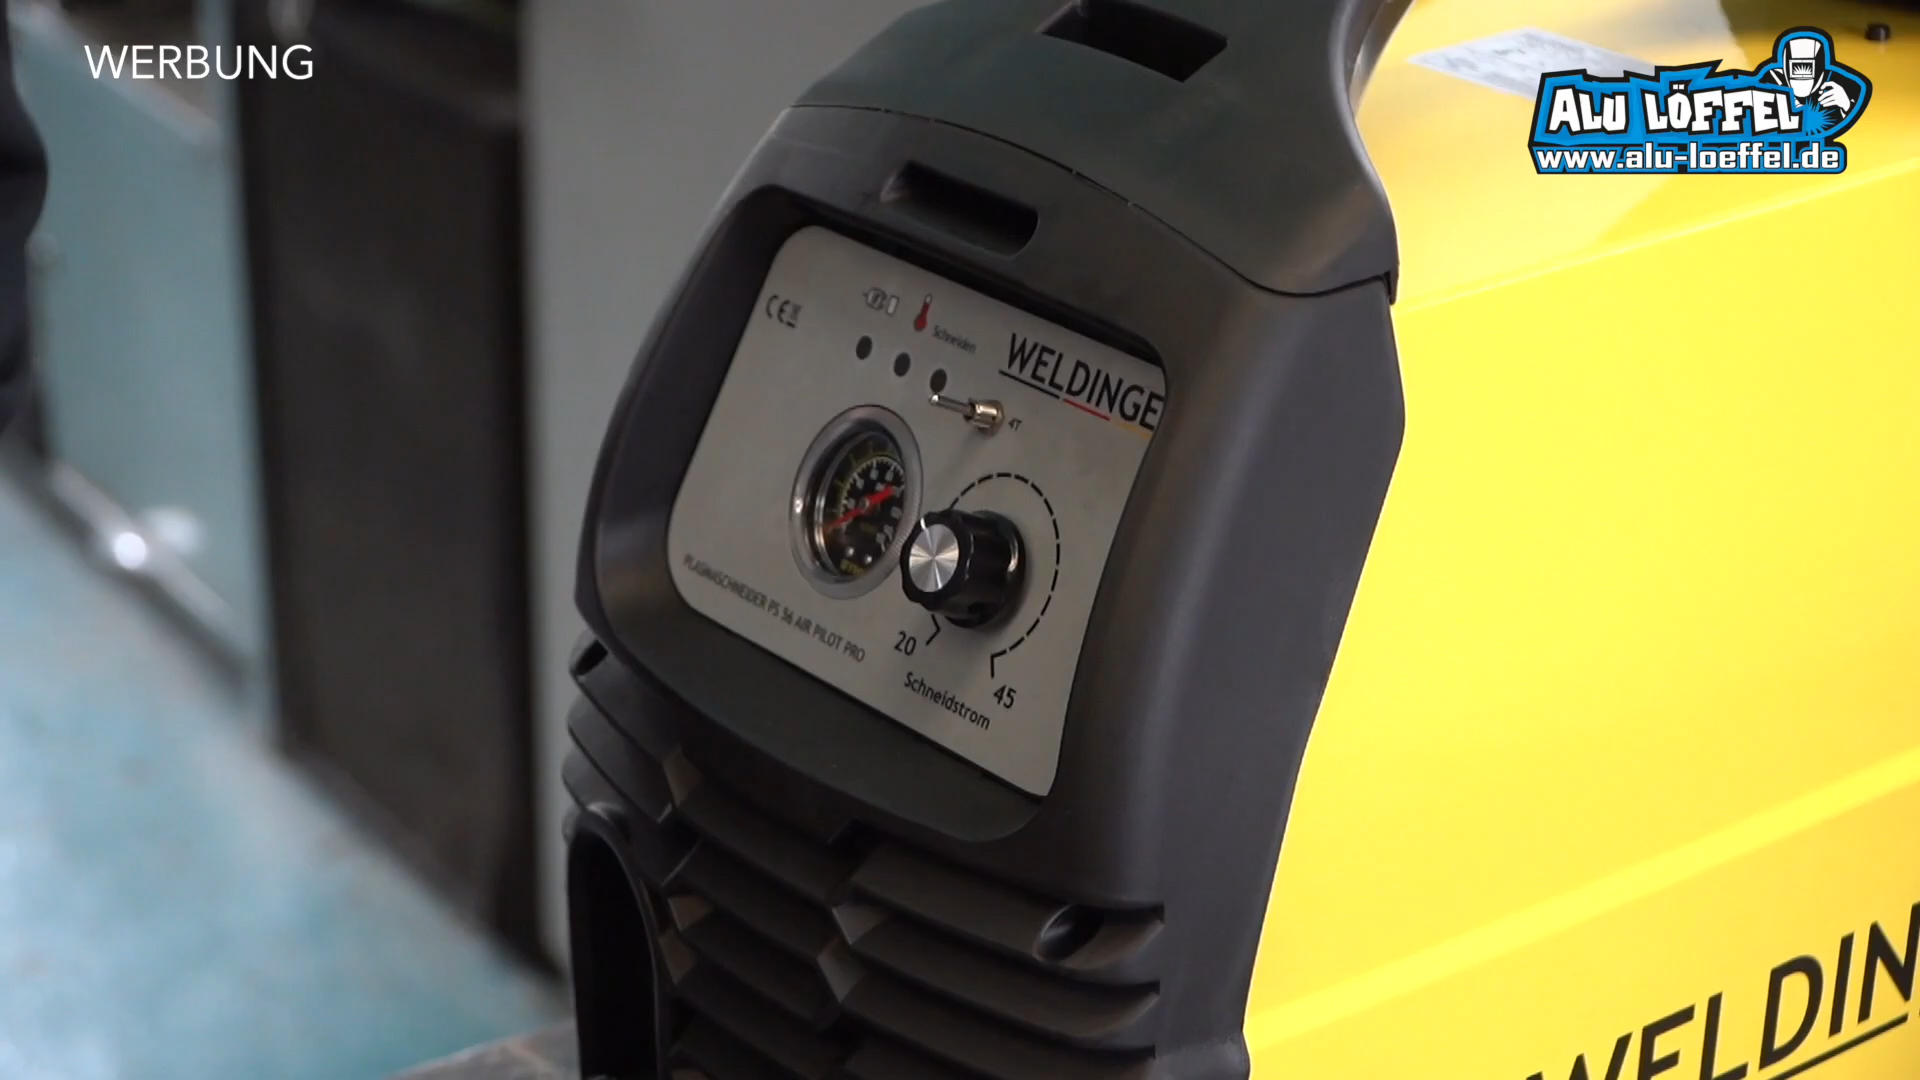 WERBUNG
ALU LÖFFEL
www.alu-loeffel.de
CE
Schneiden
WELDINGE
4T
PLASMASCHNEIDER PS 56 AIR PILOT PRO
20
45
Schneidstrom
WELDIN